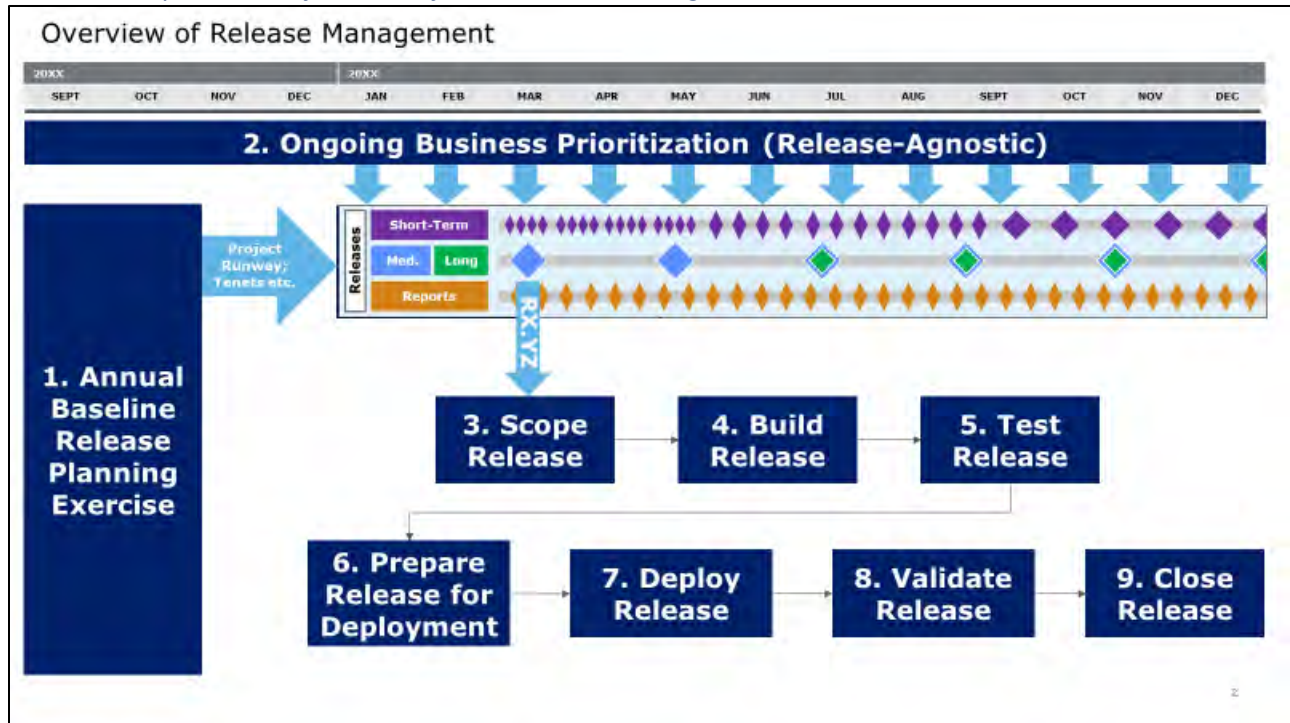 Overview of Release Management
20XX 20XX
SEPT OCT NOV DEC JAN FEB MAR APR MAY JUN JUL AUG SEPT OCT NOV DEC
2. Ongoing Business Prioritization (Release-Agnostic)
Project
Runway;
Tenets etc.
Releases
Short-Term
Med. Long
Reports
RX.YZ
1. Annual
Baseline
Release
Planning
Exercise
3. Scope
Release
4. Build
Release
5. Test
Release
6. Prepare
Release for
Deployment
7. Deploy
Release
8. Validate
Release
9. Close
Release
2